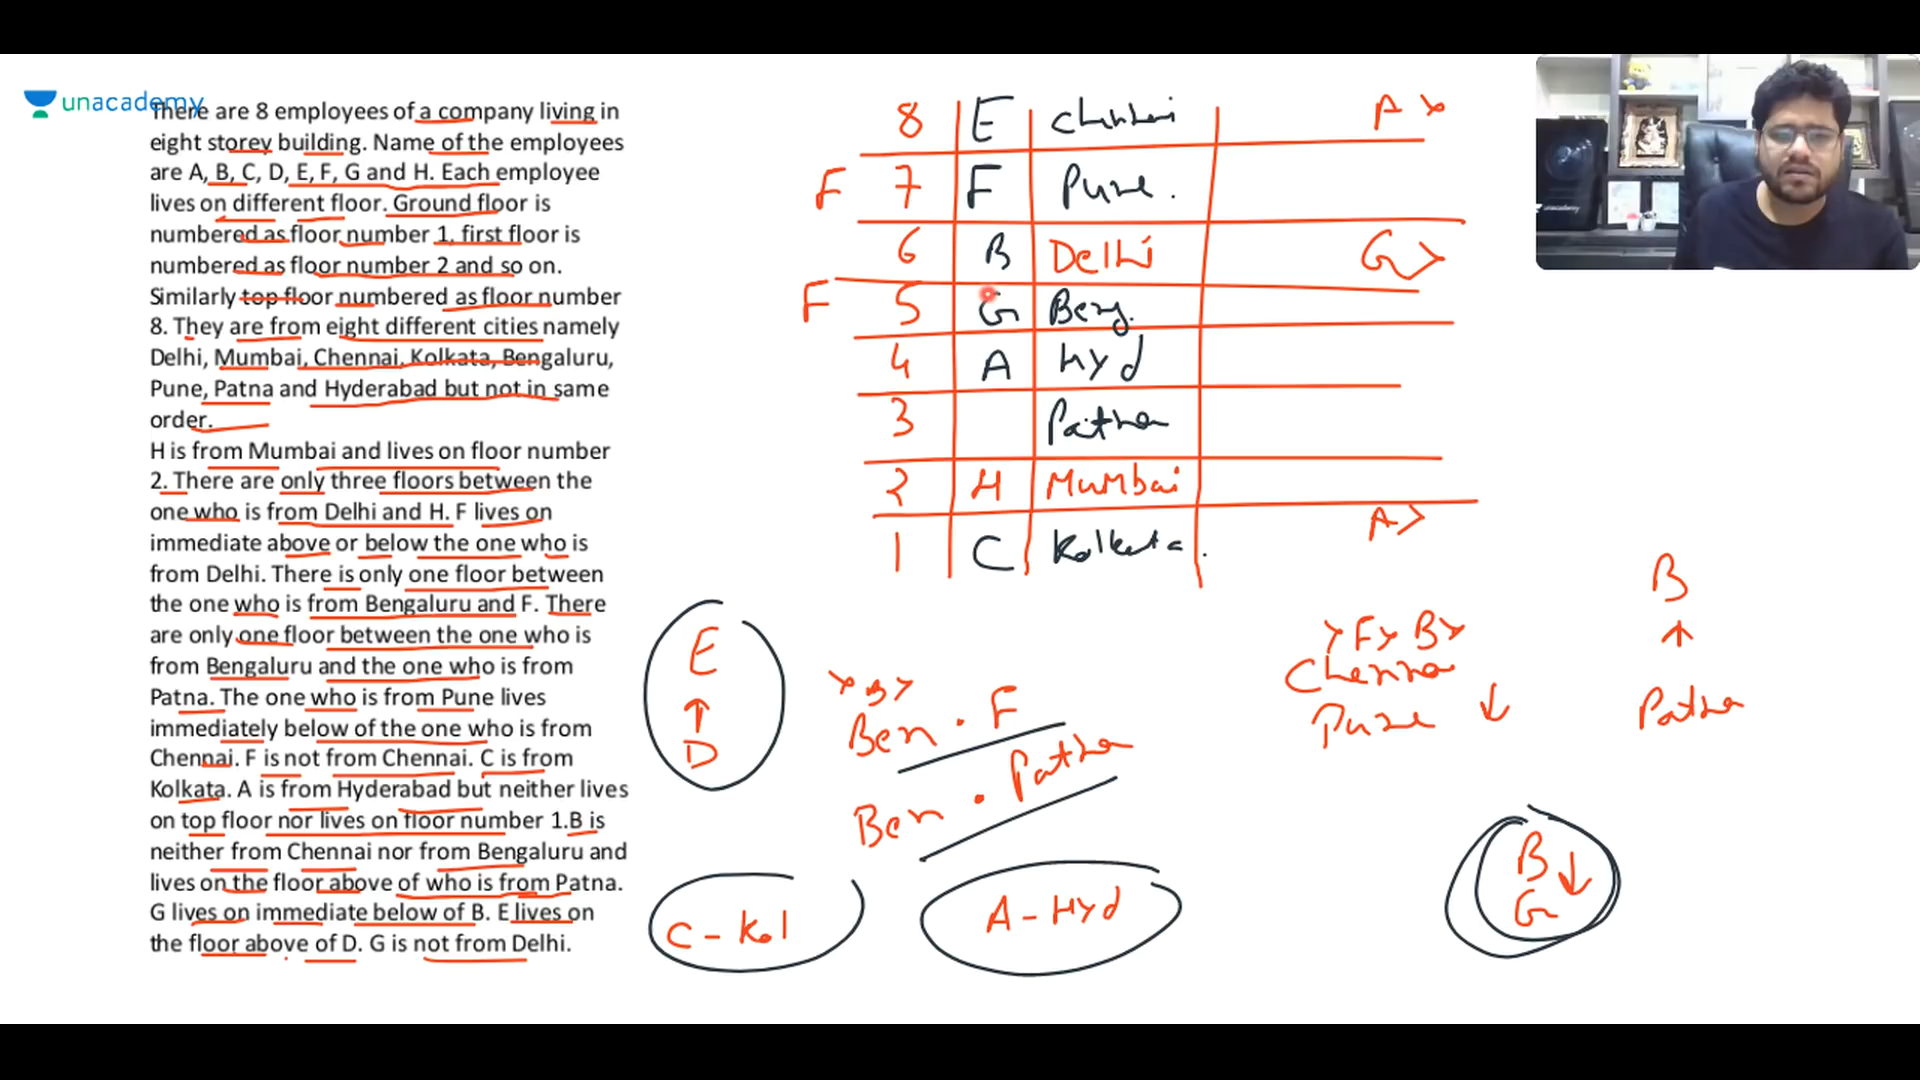 unacademy
There are 8 employees of a company living in
eight storey building. Name of the employees
are A, B, C, D, E, F, G and H. Each employee
lives on different floor. Ground floor is
numbered as floor number 1, first floor is
numbered as floor number 2 and so on.
Similarly top floor numbered as floor number
8. They are from eight different cities namely
Delhi, Mumbai, Chennai, Kolkata, Bengaluru,
Pune, Patna and Hyderabad but not in same
order.
H is from Mumbai and lives on floor number
2. There are only three floors between the
one who is from Delhi and H. F lives on
immediate above or below the one who is
from Delhi. There is only one floor between
the one who is from Bengaluru and F. There
are only one floor between the one who is
from Bengaluru and the one who is from
Patna. The one who is from Pune lives
immediately below of the one who is from
Chennai. F is not from Chennai. C is from
Kolkata. A is from Hyderabad but neither lives
on top floor nor lives on floor number 1.B is
neither from Chennai nor from Bengaluru and
lives on the floor above of who is from Patna.
G lives on immediate below of B. E lives on
the floor above of D. G is not from Delhi.
8 E Chennai A x
F 7 F Pune.
6 B Delhi G x
F 5 G Beng.
4 A Hyd
3 Patna
2 H Mumbai
1 C Kolkata. A x
E
↑
D
x B x
Ben . F
Ben . Patna
x F x B x
Chennai
Pune ↓
B
↑
Patna
C - Kol
A - Hyd
B ↓
G
unacademy